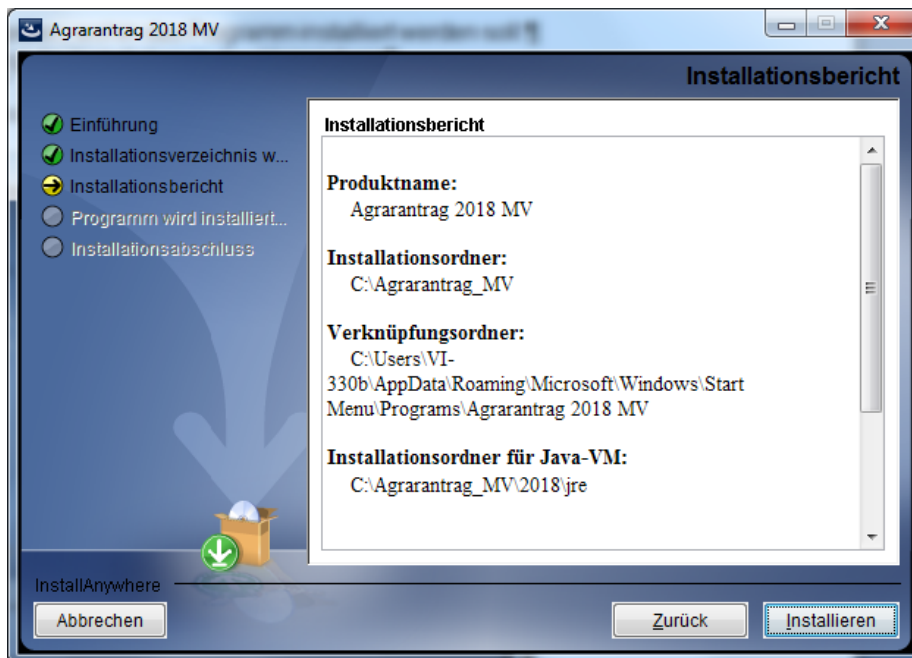 Agrarantrag 2018 MV
Installationsbericht
Einführung
Installationsverzeichnis w...
Installationsbericht
Programm wird installiert...
Installationsabschluss
Installationsbericht
Produktname:
Agrarantrag 2018 MV
Installationsordner:
C:\Agrarantrag_MV
Verknüpfungsordner:
C:\Users\VI-
330b\AppData\Roaming\Microsoft\Windows\Start
Menu\Programs\Agrarantrag 2018 MV
Installationsordner für Java-VM:
C:\Agrarantrag_MV\2018\jre
InstallAnywhere
Abbrechen
Zurück
Installieren